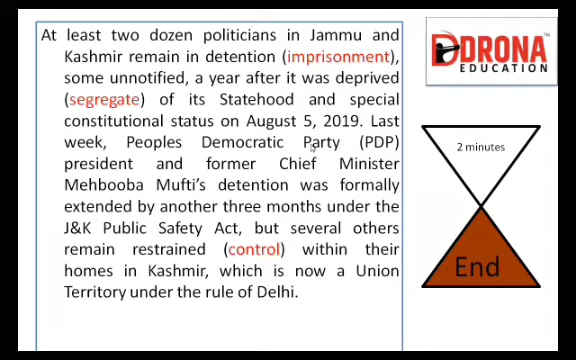 At least two dozen politicians in Jammu and
Kashmir remain in detention (imprisonment),
some unnotified, a year after it was deprived
(segregate) of its Statehood and special
constitutional status on August 5, 2019. Last
week, Peoples Democratic Party (PDP)
president and former Chief Minister
Mehbooba Mufti's detention was formally
extended by another three months under the
J&K Public Safety Act, but several others
remain restrained (control) within their
homes in Kashmir, which is now a Union
Territory under the rule of Delhi.
DRONA
EDUCATION
2 minutes
End